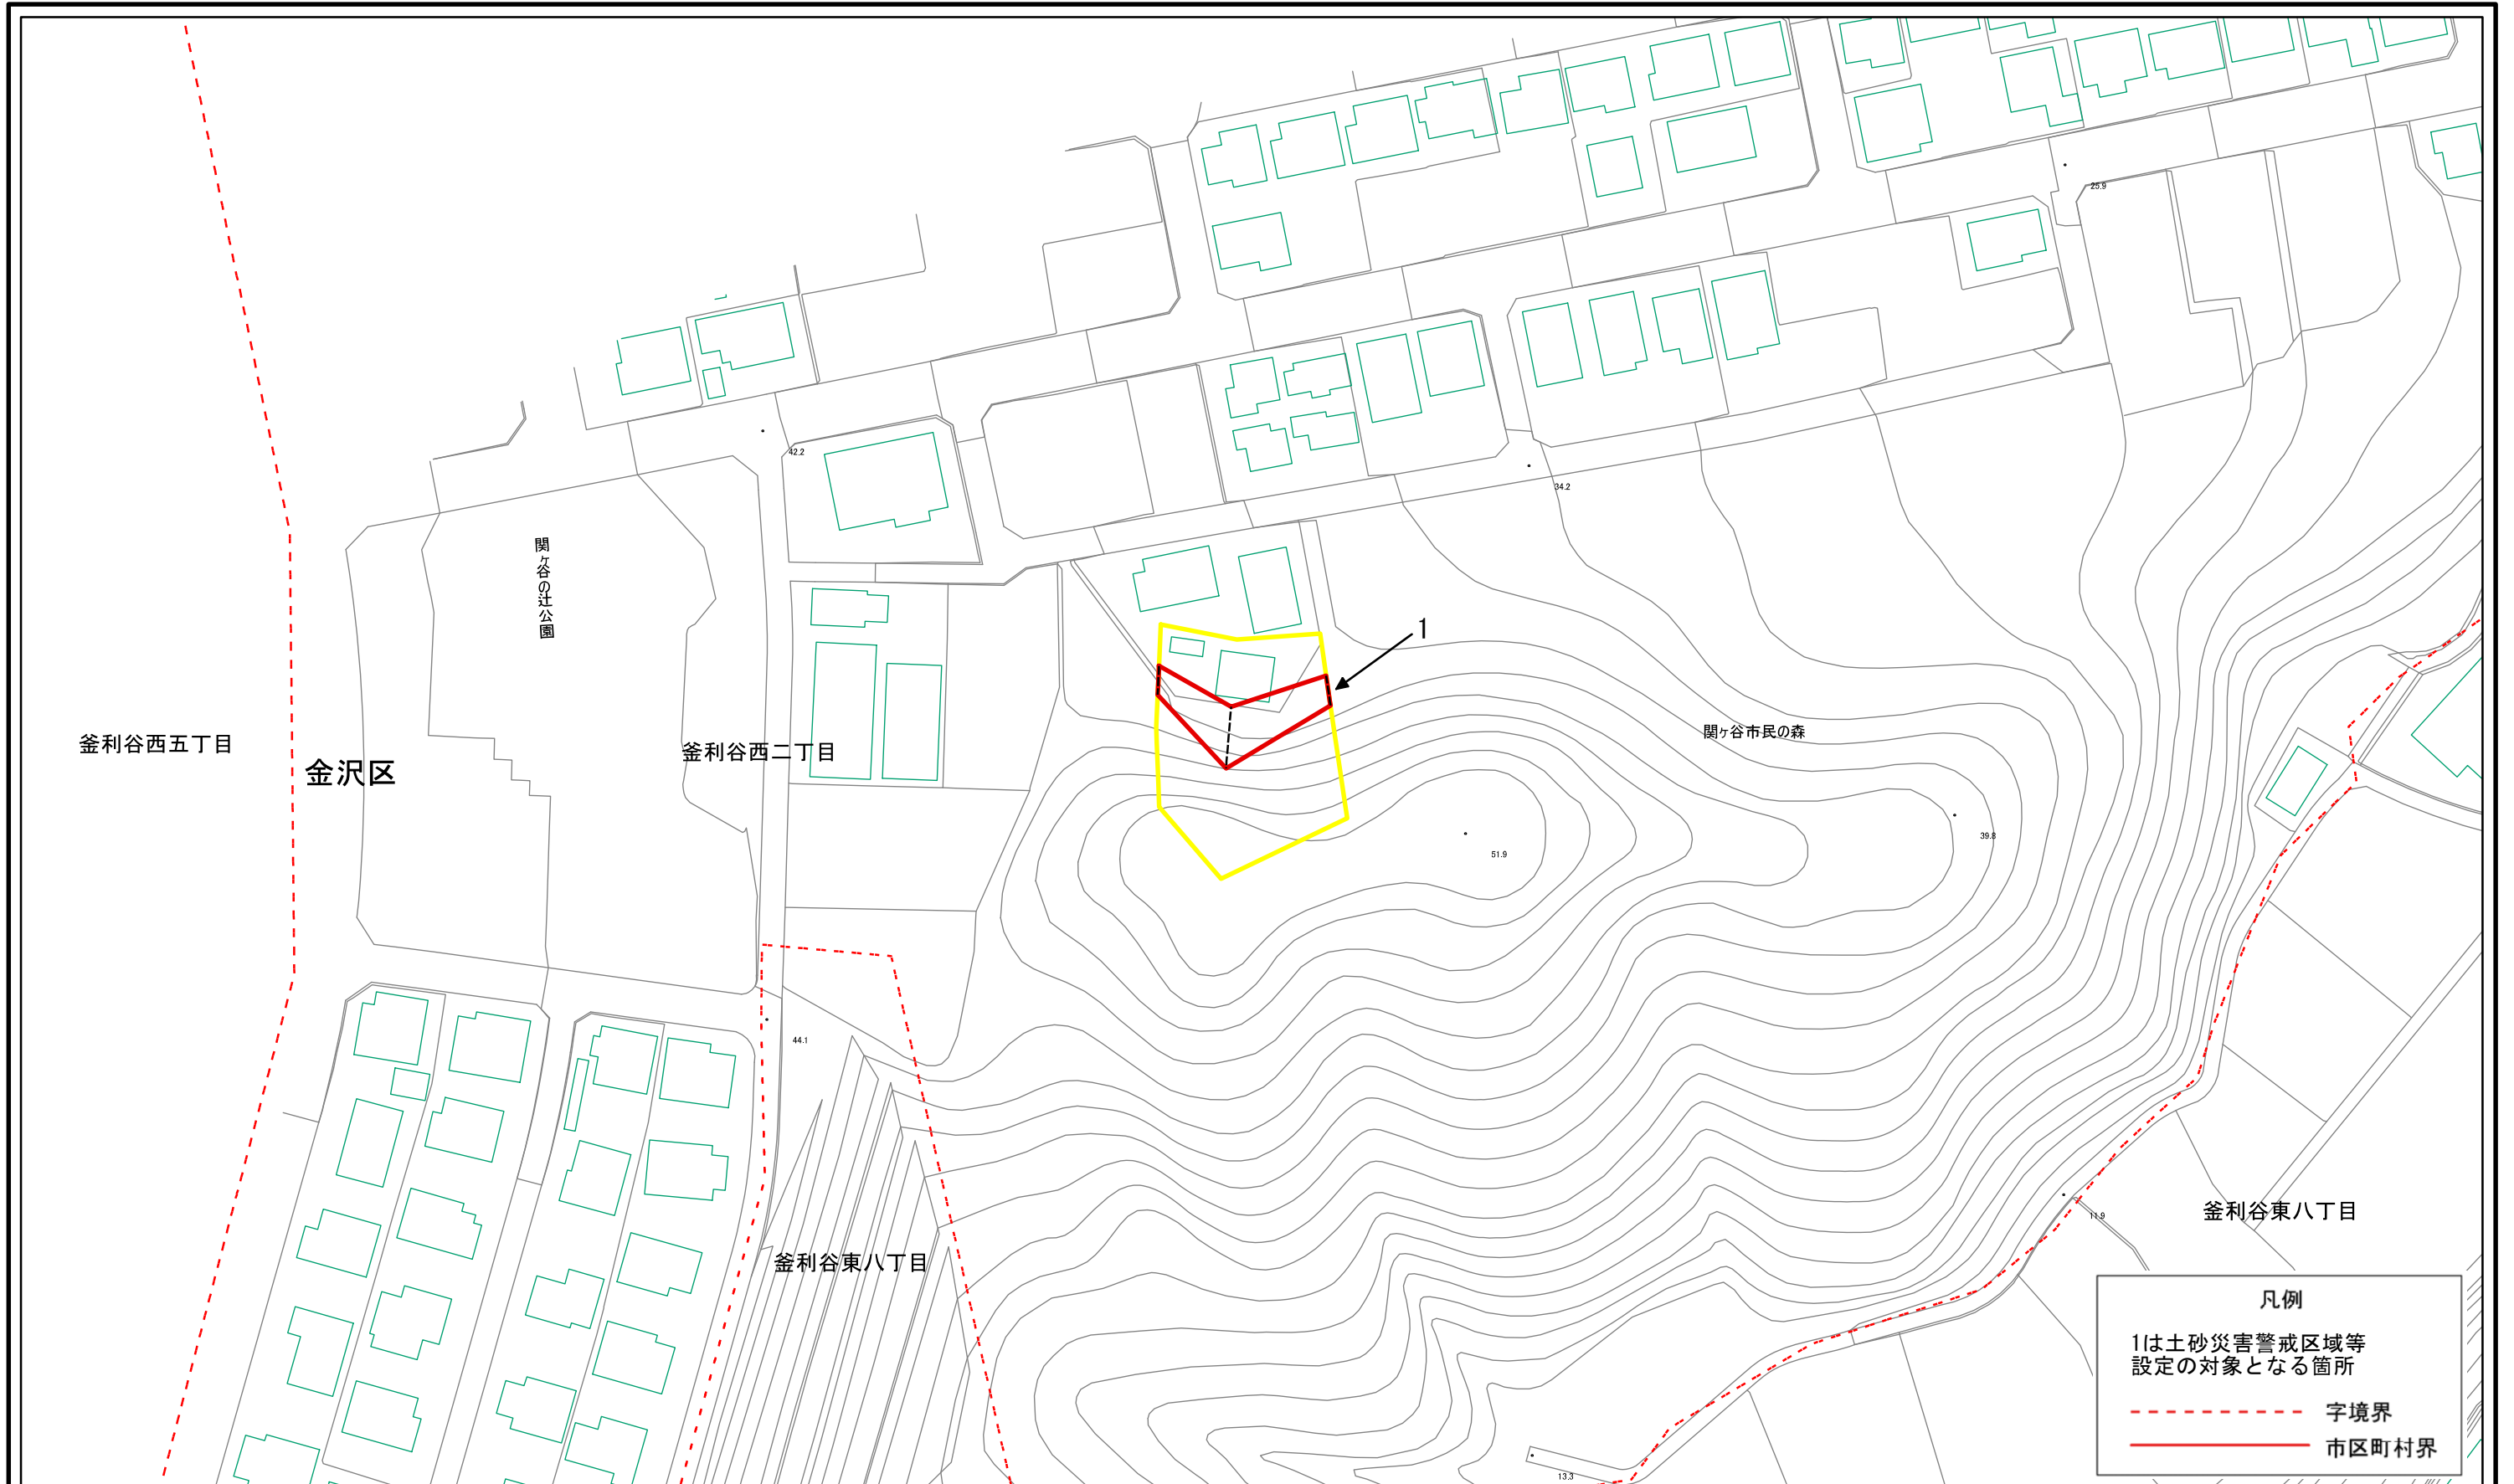 25.9
42.2
34.2
関ヶ谷の辻公園
1
関ヶ谷市民の森
釜利谷西五丁目
金沢区
釜利谷西二丁目
51.9
39.8
44.1
釜利谷東八丁目
11.9
釜利谷東八丁目
凡例
1は土砂災害警戒区域等
設定の対象となる箇所
字境界
市区町村界
13.3